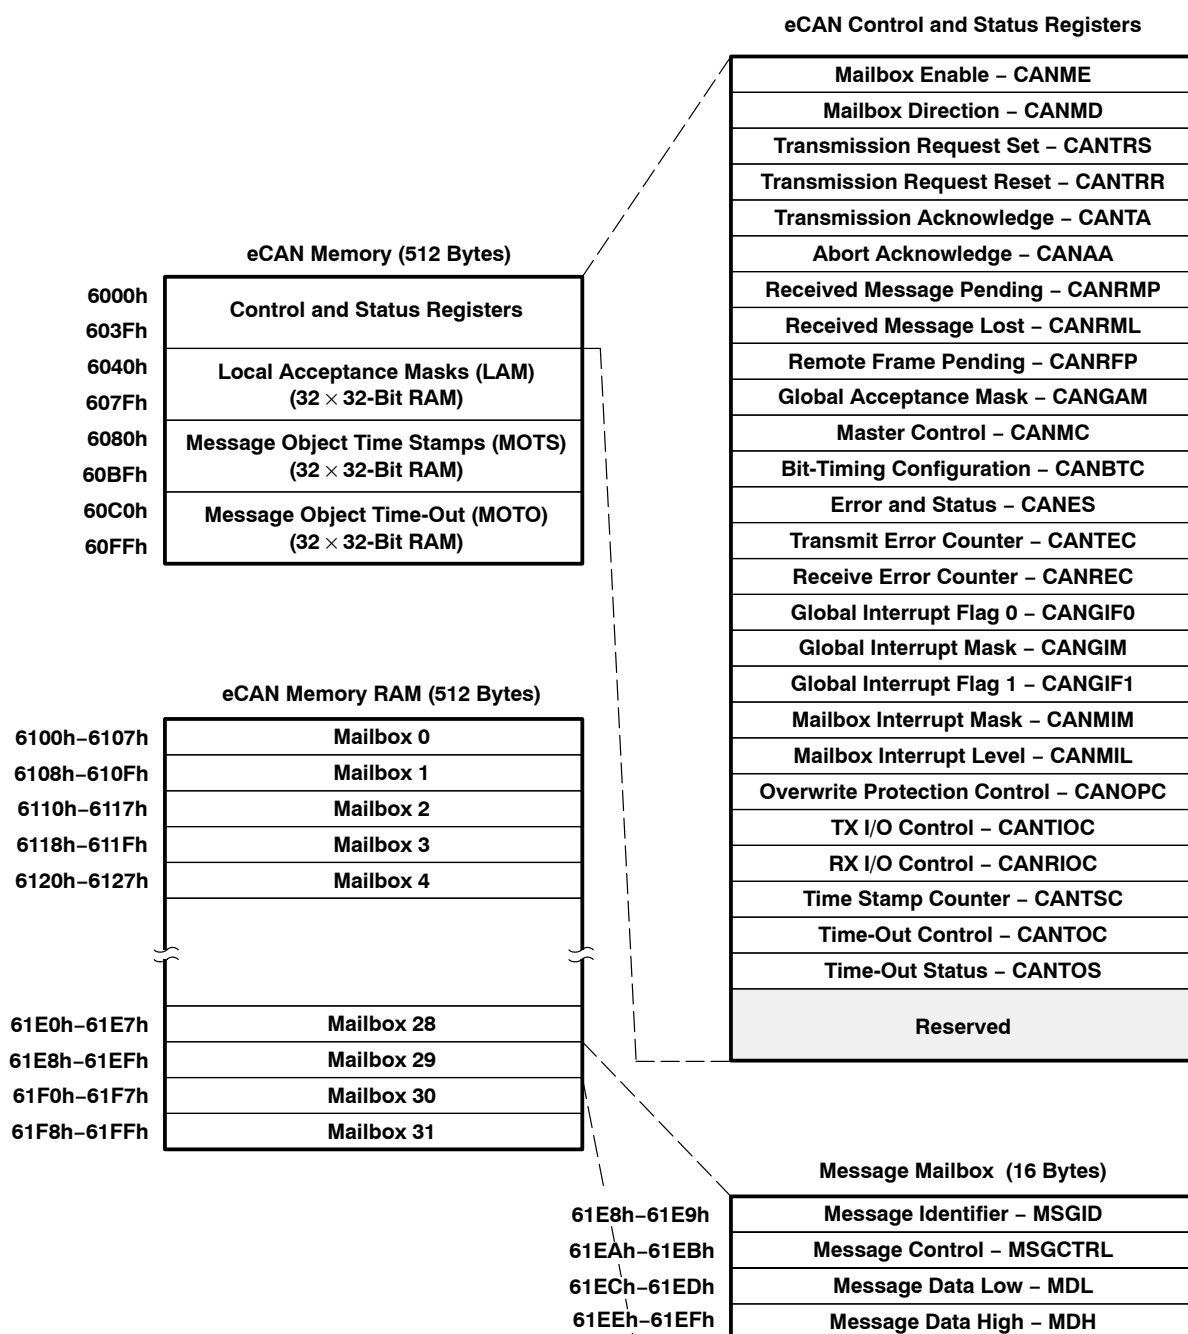 eCAN Control and Status Registers
Mailbox Enable – CANME
Mailbox Direction – CANMD
Transmission Request Set – CANTRS
Transmission Request Reset – CANTRR
Transmission Acknowledge – CANTA
Abort Acknowledge – CANAA
Received Message Pending – CANRMP
Received Message Lost – CANRML
Remote Frame Pending – CANRFP
Global Acceptance Mask – CANGAM
Master Control – CANMC
Bit-Timing Configuration – CANBTC
Error and Status – CANES
Transmit Error Counter – CANTEC
Receive Error Counter – CANREC
Global Interrupt Flag 0 – CANGIF0
Global Interrupt Mask – CANGIM
Global Interrupt Flag 1 – CANGIF1
Mailbox Interrupt Mask – CANMIM
Mailbox Interrupt Level – CANMIL
Overwrite Protection Control – CANOPC
TX I/O Control – CANTIOC
RX I/O Control – CANRIOC
Time Stamp Counter – CANTSC
Time-Out Control – CANTOC
Time-Out Status – CANTOS
Reserved
eCAN Memory (512 Bytes)
6000h
Control and Status Registers
603Fh
6040h
Local Acceptance Masks (LAM)
(32 × 32-Bit RAM)
607Fh
6080h
Message Object Time Stamps (MOTS)
(32 × 32-Bit RAM)
60BFh
60C0h
Message Object Time-Out (MOTO)
(32 × 32-Bit RAM)
60FFh
eCAN Memory RAM (512 Bytes)
6100h–6107h Mailbox 0
6108h–610Fh Mailbox 1
6110h–6117h Mailbox 2
6118h–611Fh Mailbox 3
6120h–6127h Mailbox 4
61E0h–61E7h Mailbox 28
61E8h–61EFh Mailbox 29
61F0h–61F7h Mailbox 30
61F8h–61FFh Mailbox 31
Message Mailbox (16 Bytes)
61E8h–61E9h Message Identifier – MSGID
61EAh–61EBh Message Control – MSGCTRL
61ECh–61EDh Message Data Low – MDL
61EEh–61EFh Message Data High – MDH